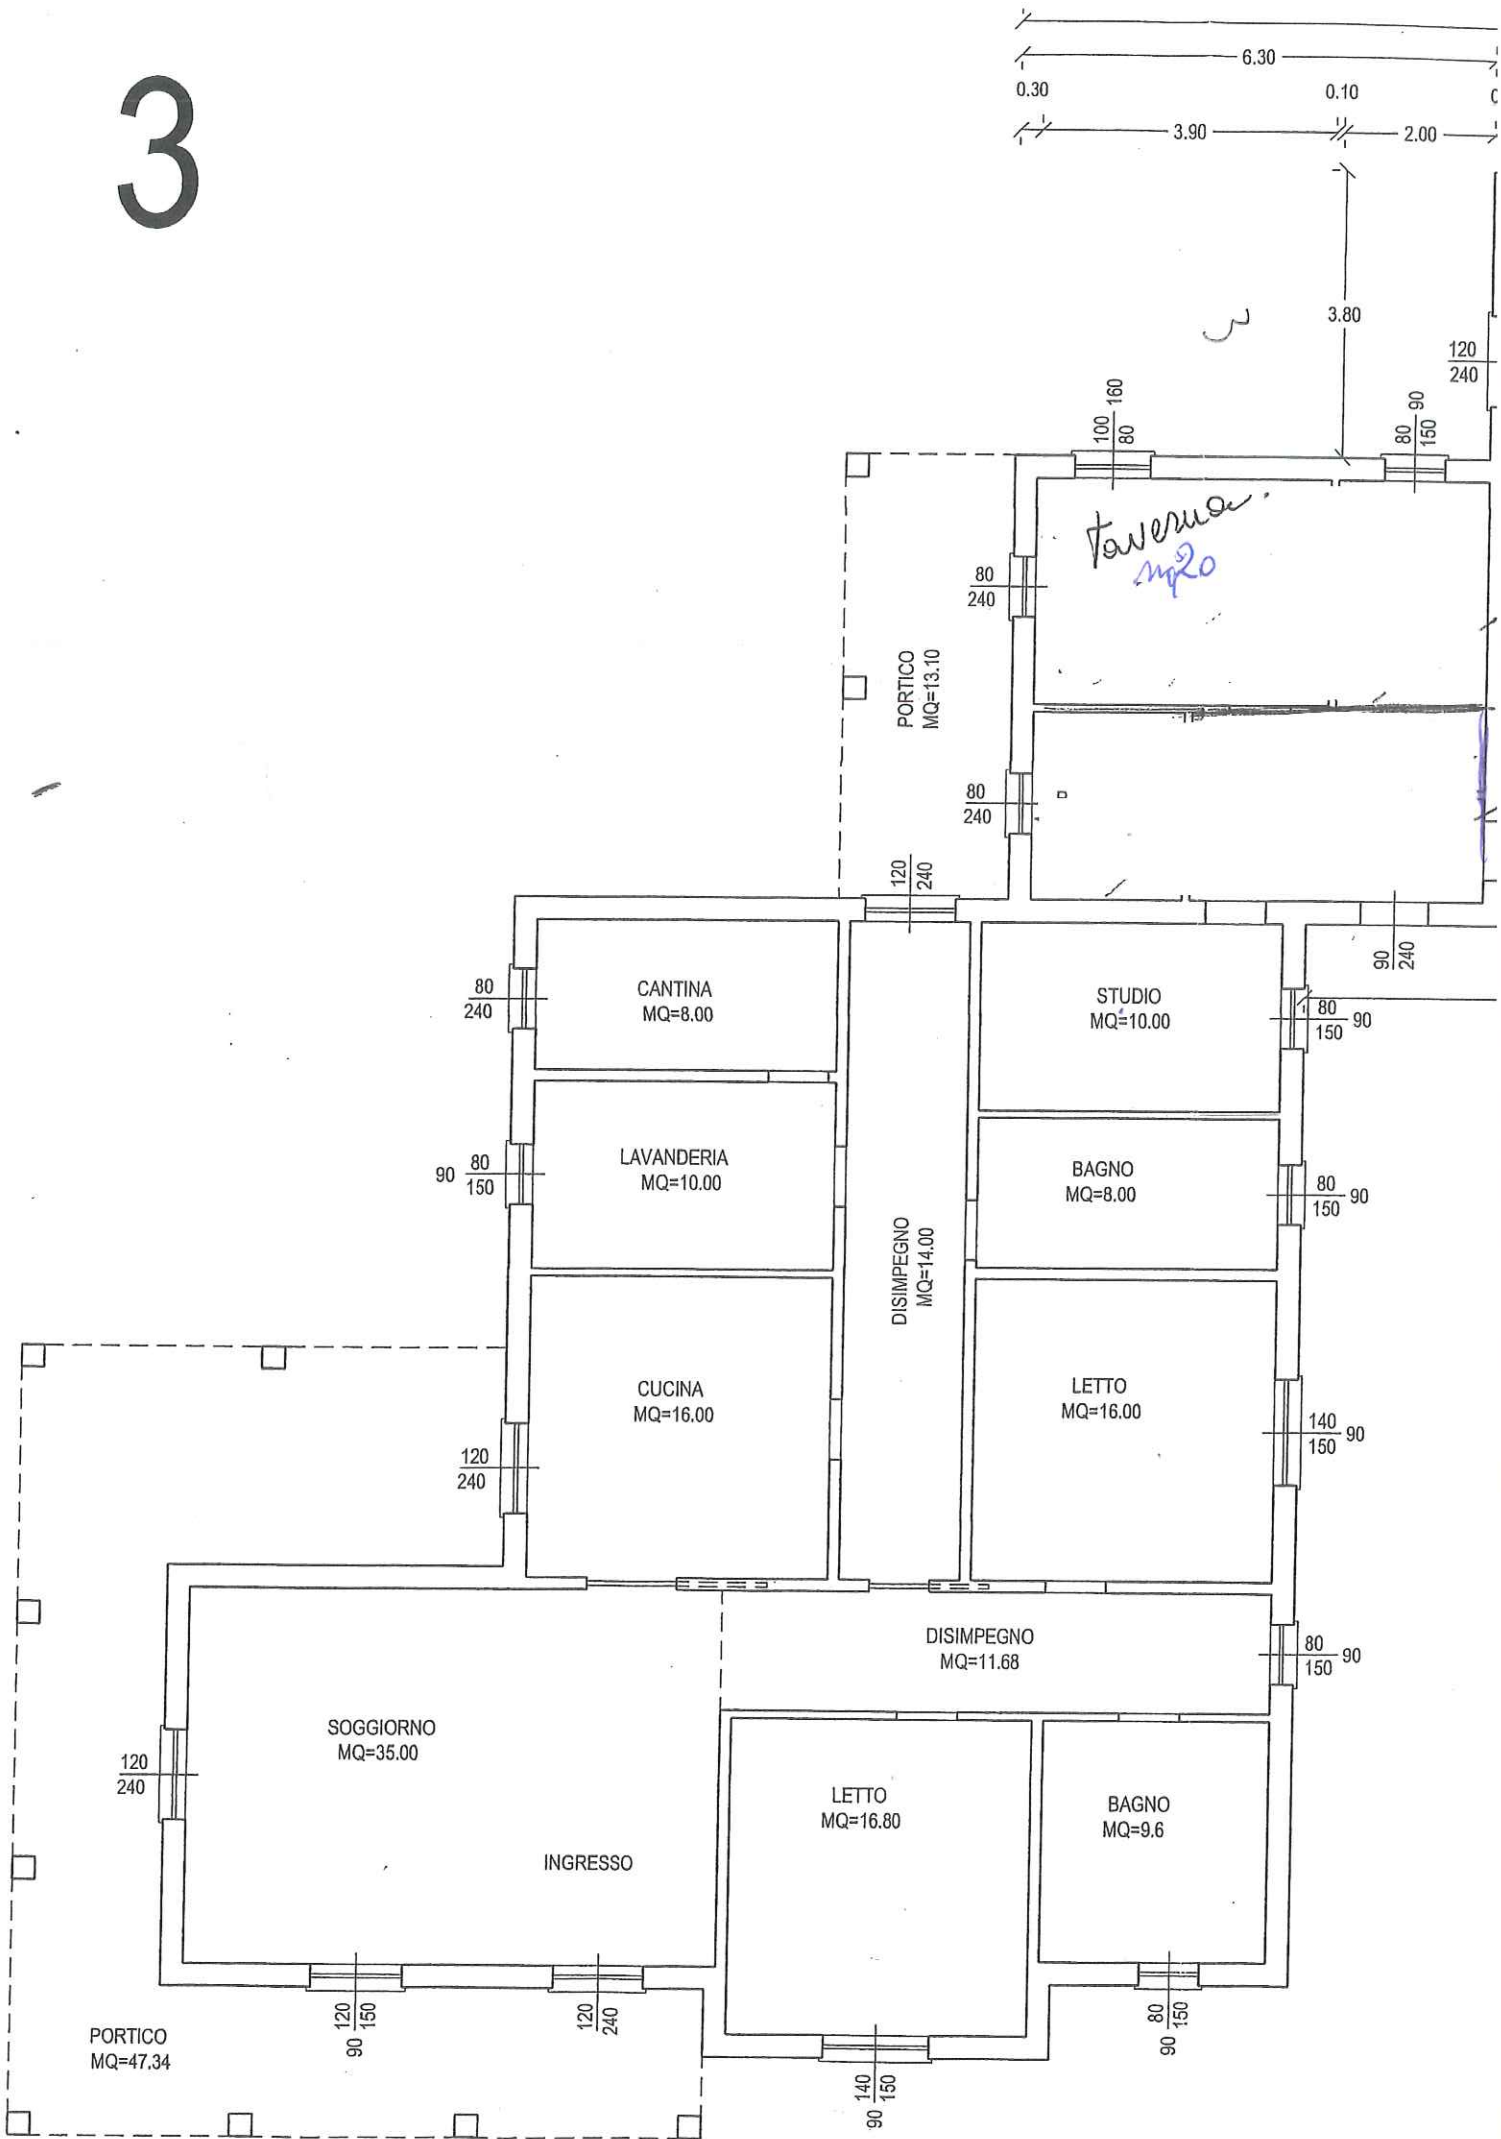 3
6.30
0.30
0.10
3.90
2.00
3.80
3
120
240
100
80
160
80
150
90
Taverna
mq20
80
240
PORTICO
MQ=13.10
80
240
120
240
90
240
CANTINA
MQ=8.00
80
240
STUDIO
MQ=10.00
80
150
90
LAVANDERIA
MQ=10.00
90
80
150
BAGNO
MQ=8.00
80
150
90
DISIMPEGNO
MQ=14.00
CUCINA
MQ=16.00
LETTO
MQ=16.00
140
150
90
120
240
DISIMPEGNO
MQ=11.68
80
150
90
SOGGIORNO
MQ=35.00
120
240
LETTO
MQ=16.80
BAGNO
MQ=9.6
INGRESSO
120
150
90
120
240
80
150
90
PORTICO
MQ=47.34
140
150
90